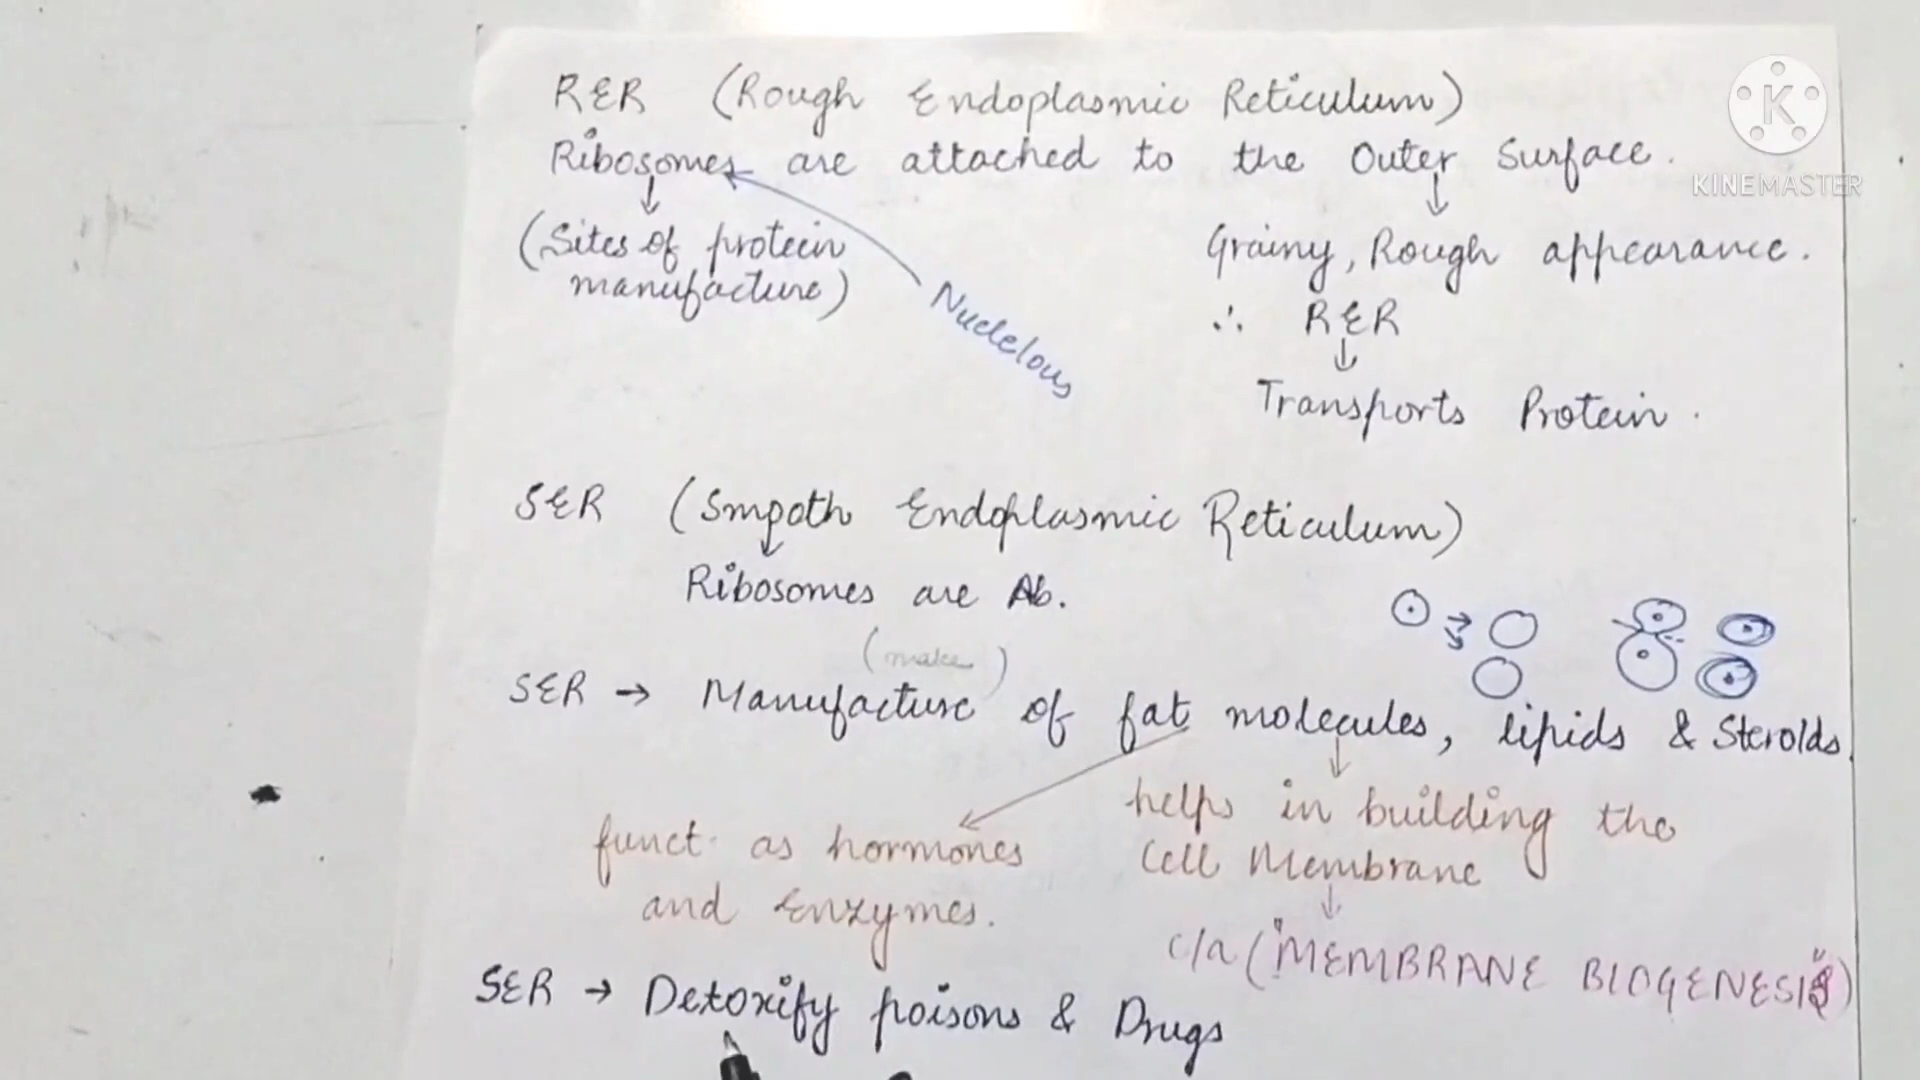 RER (Rough Endoplasmic Reticulum)
Ribosomes are attached to the Outer Surface.
(Sites of protein manufacture)
Nucdelous
Grainy, Rough appearance.
∴ RER
Transports Protein.
SER (Smooth Endoplasmic Reticulum)
Ribosomes are Ab.
(make)
SER → Manufacture of fat molecules, lipids & Steroids.
helps in building the
Cell Membrane
funct. as hormones
and Enzymes.
c/a ("MEMBRANE BIOGENESIS")
SER → Detoxify poisons & Drugs
K
KINEMASTER